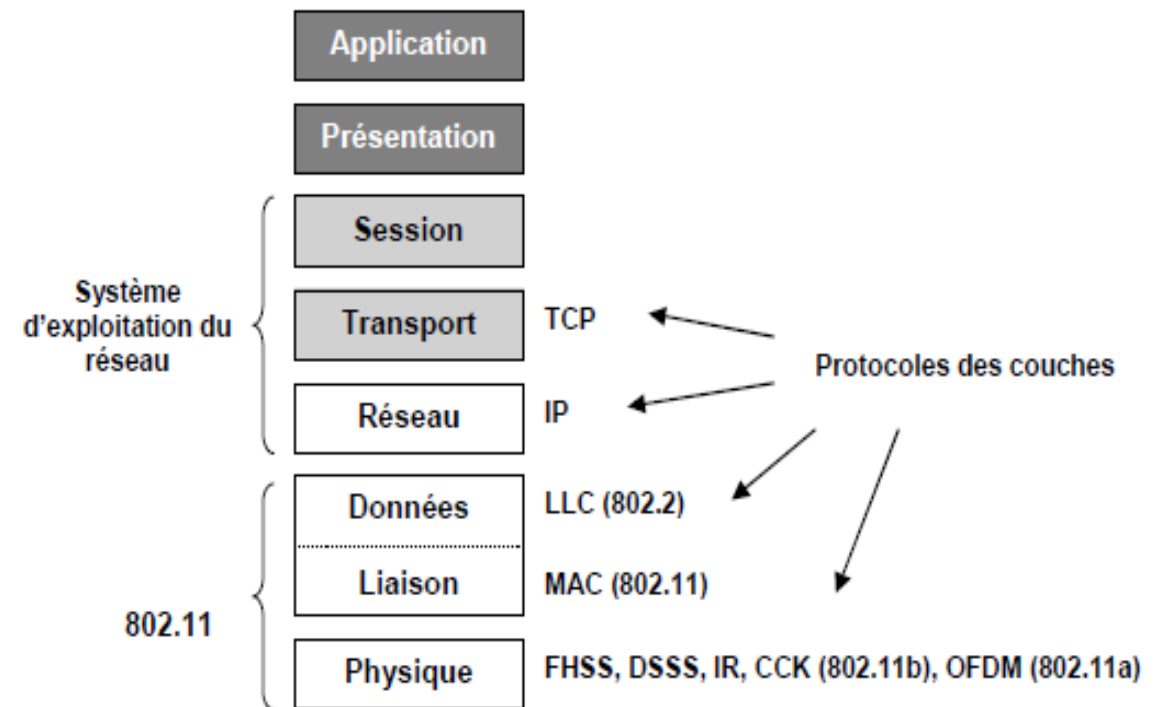 Application
Présentation
Session
Système
d'exploitation du
réseau
Transport
TCP
Protocoles des couches
Réseau
IP
Données
LLC (802.2)
Liaison
MAC (802.11)
802.11
Physique
FHSS, DSSS, IR, CCK (802.11b), OFDM (802.11a)